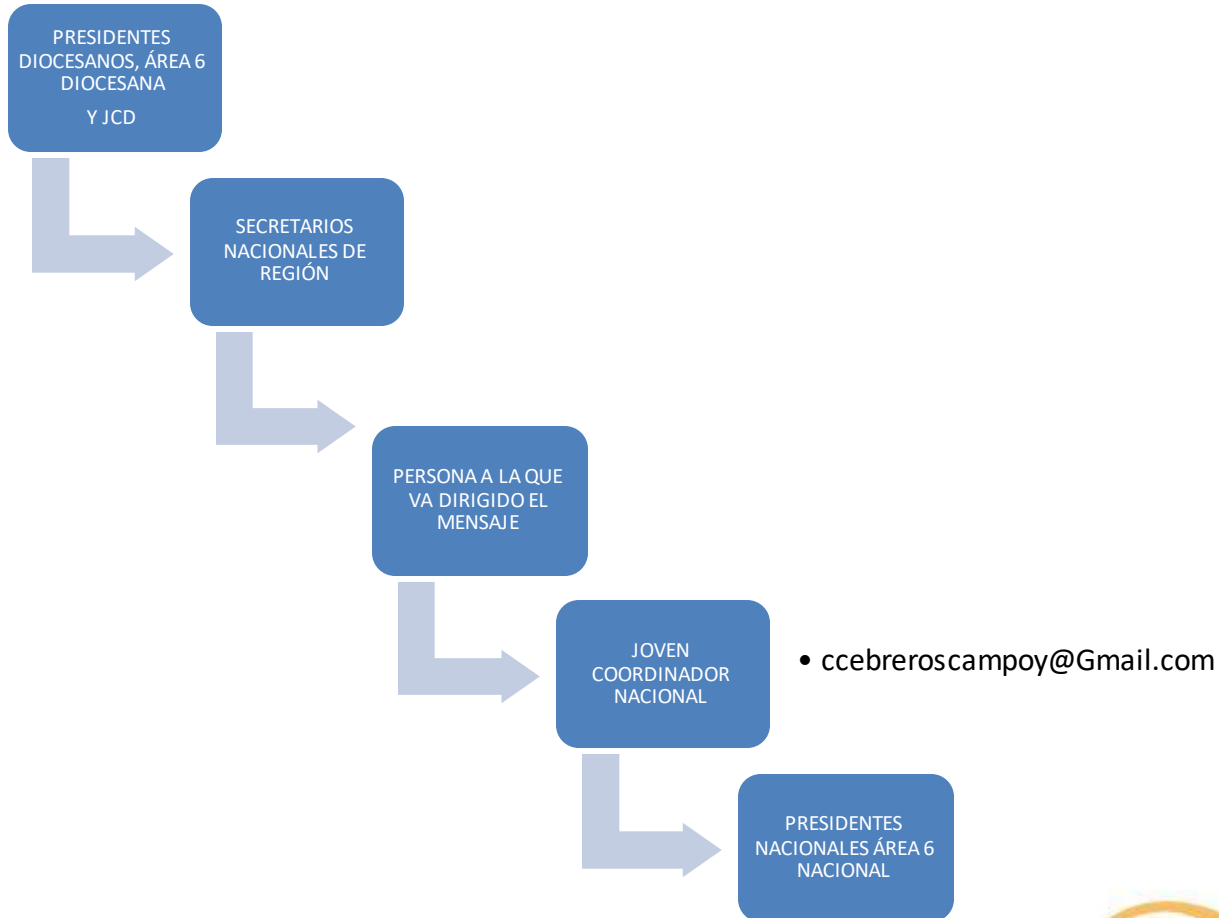 PRESIDENTES
DIOCESANOS, ÁREA 6
DIOCESANA
Y JCD
SECRETARIOS
NACIONALES DE
REGIÓN
PERSONA A LA QUE
VA DIRIGIDO EL
MENSAJE
JOVEN
COORDINADOR
NACIONAL
• ccebreroscampoy@Gmail.com
PRESIDENTES
NACIONALES ÁREA 6
NACIONAL